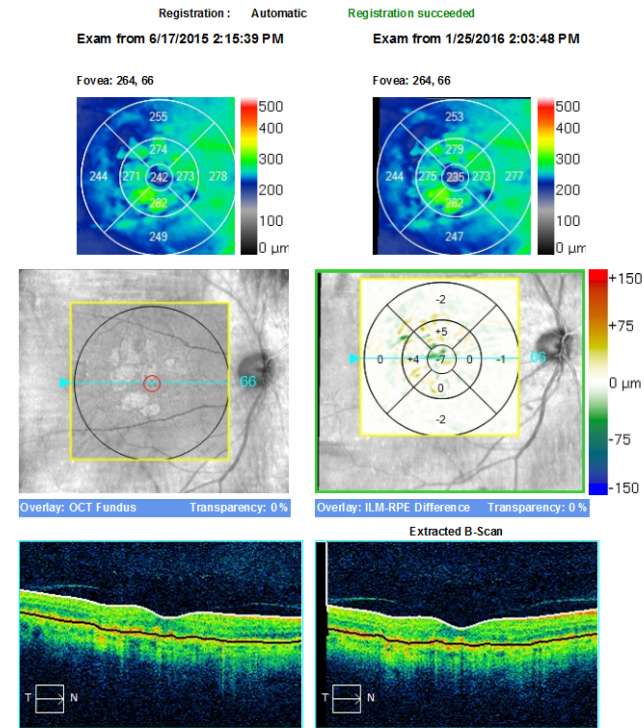 Registration : Automatic Registration succeeded
Exam from 6/17/2015 2:15:39 PM Exam from 1/25/2016 2:03:48 PM
Fovea: 264, 66 Fovea: 264, 66
255
274
244 271 242 273 278
282
249
500
400
300
200
100
0 µm
253
279
244 275 235 273 277
282
247
500
400
300
200
100
0 µm
66
-2
+5
0 +4 -7 0 -1 66
0
-2
+150
+75
0 µm
-75
-150
Overlay: OCT Fundus Transparency: 0 % Overlay: ILM-RPE Difference Transparency: 0 %
Extracted B-Scan
T N T N